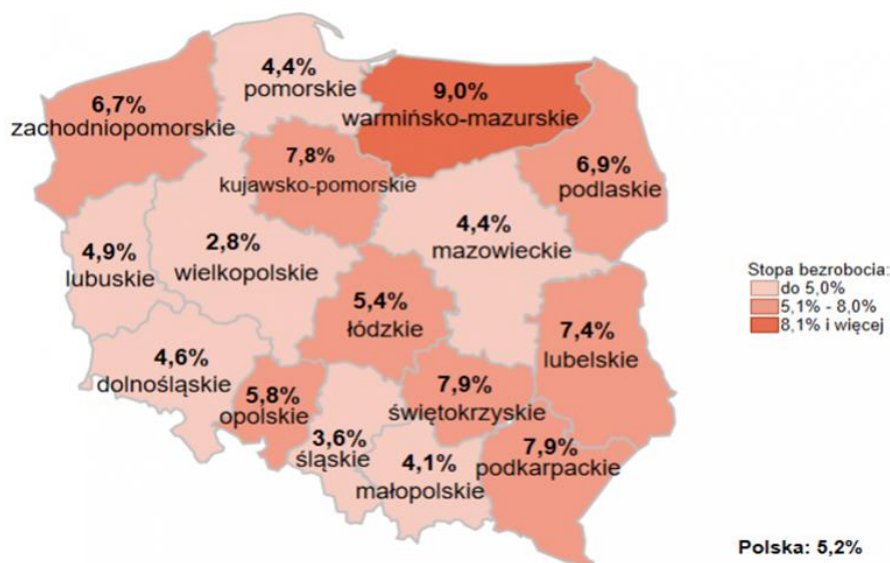 4,4%
pomorskie
9,0%
warmińsko-mazurskie
6,7%
zachodniopomorskie
7,8%
kujawsko-pomorskie
6,9%
podlaskie
4,4%
mazowieckie
4,9%
lubuskie
2,8%
wielkopolskie
5,4%
łódzkie
7,4%
lubelskie
4,6%
dolnośląskie
5,8%
opolskie
7,9%
świętokrzyskie
3,6%
śląskie
4,1%
małopolskie
7,9%
podkarpackie
Stopa bezrobocia:
do 5,0%
5,1% - 8,0%
8,1% i więcej
Polska: 5,2%